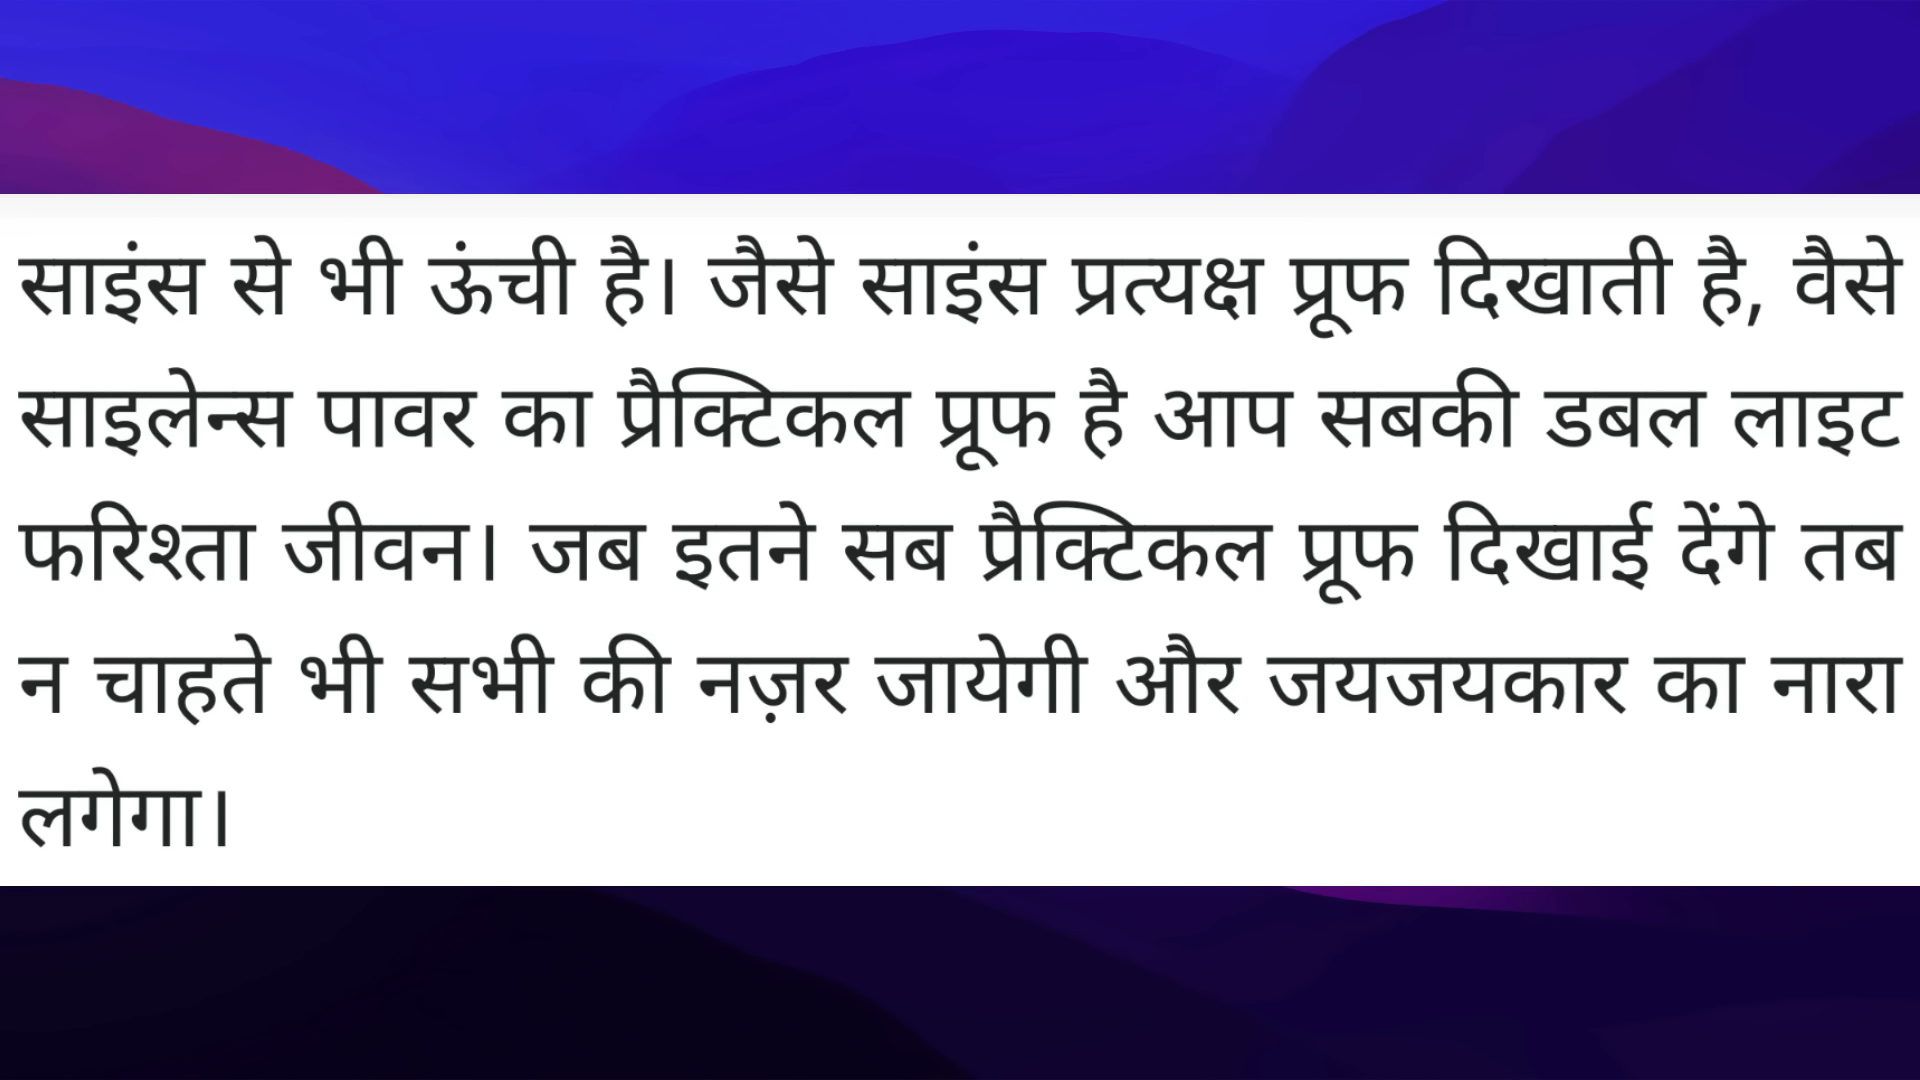 साइंस से भी ऊंची है। जैसे साइंस प्रत्यक्ष प्रूफ दिखाती है, वैसे
साइलेन्स पावर का प्रैक्टिकल प्रूफ है आप सबकी डबल लाइट
फरिश्ता जीवन। जब इतने सब प्रैक्टिकल प्रूफ दिखाई देंगे तब
न चाहते भी सभी की नज़र जायेगी और जयजयकार का नारा
लगेगा।